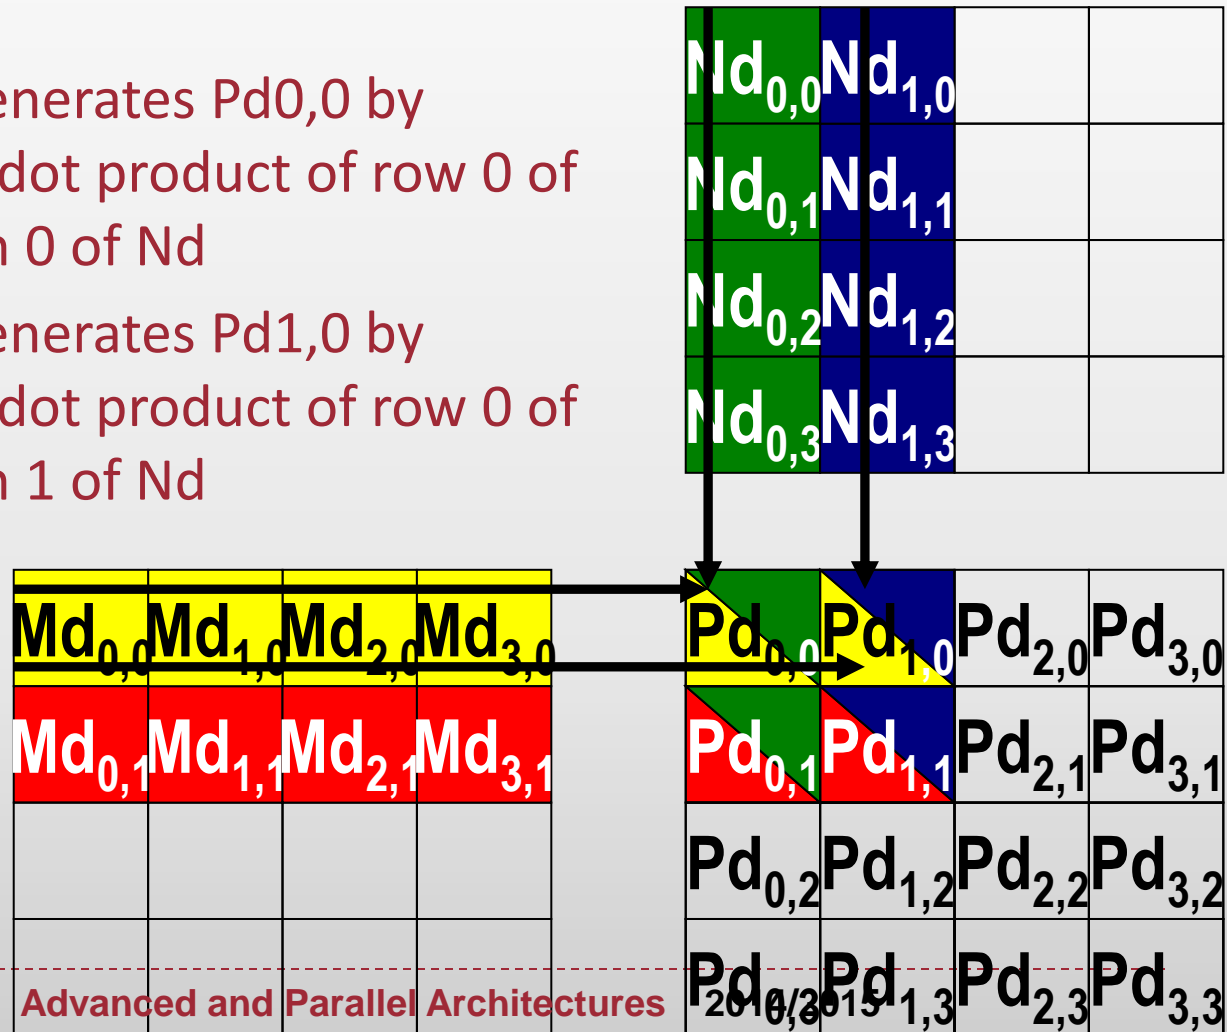 enerates Pd0,0 by
dot product of row 0 of
n 0 of Nd
enerates Pd1,0 by
dot product of row 0 of
n 1 of Nd
Nd0,0 Nd1,0
Nd0,1 Nd1,1
Nd0,2 Nd1,2
Nd0,3 Nd1,3
Md0,0 Md1,0 Md2,0 Md3,0 Pd0,0 Pd1,0 Pd2,0 Pd3,0
Md0,1 Md1,1 Md2,1 Md3,1 Pd0,1 Pd1,1 Pd2,1 Pd3,1
Pd0,2 Pd1,2 Pd2,2 Pd3,2
Pd0,3 Pd1,3 Pd2,3 Pd3,3
Advanced and Parallel Architectures 2014/2015